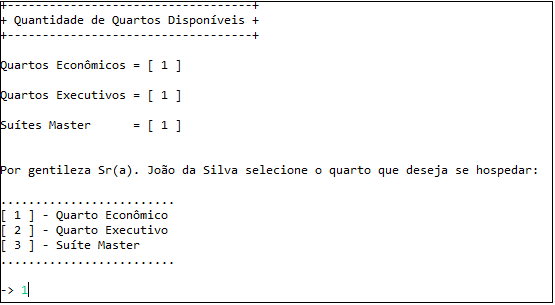 +-----------------------------------+
+ Quantidade de Quartos Disponíveis +
+-----------------------------------+
Quartos Econômicos = [ 1 ]
Quartos Executivos = [ 1 ]
Suítes Master      = [ 1 ]
Por gentileza Sr(a). João da Silva selecione o quarto que deseja se hospedar:
.........................
[ 1 ] - Quarto Econômico
[ 2 ] - Quarto Executivo
[ 3 ] - Suíte Master
.........................
-> 1